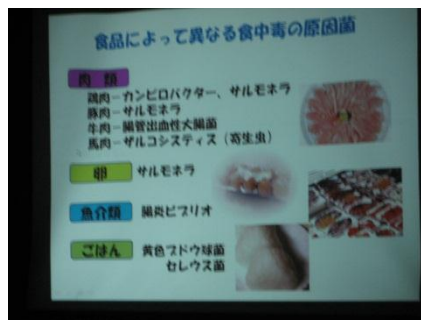 食品によって異なる食中毒の原因菌
肉類
鶏肉－カンピロバクター、サルモネラ
豚肉－サルモネラ
牛肉－腸管出血性大腸菌
馬肉－ザルコシスティス（寄生虫）
卵 サルモネラ
魚介類 腸炎ビブリオ
ごはん 黄色ブドウ球菌
セレウス菌